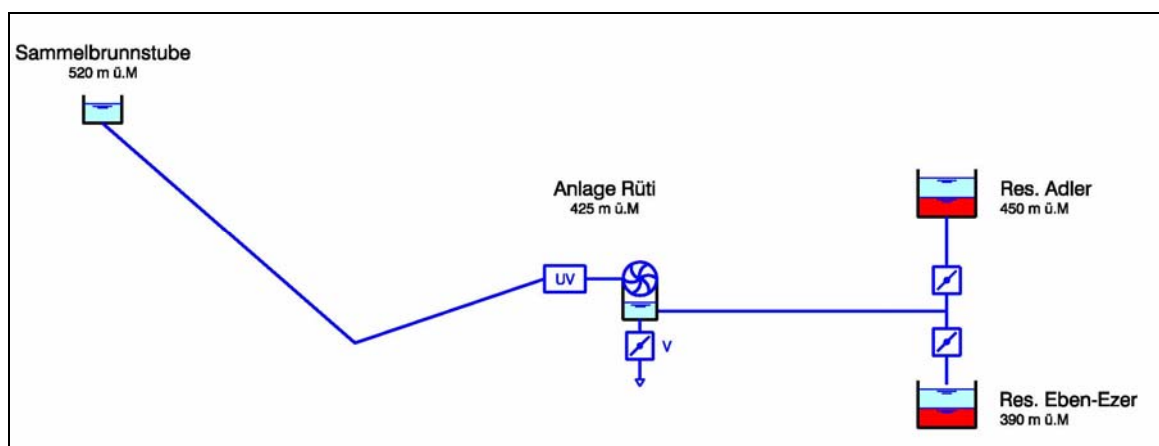 Sammelbrunnstube
520 m ü.M
Anlage Rüti
425 m ü.M
UV
V
Res. Adler
450 m ü.M
Res. Eben-Ezer
390 m ü.M